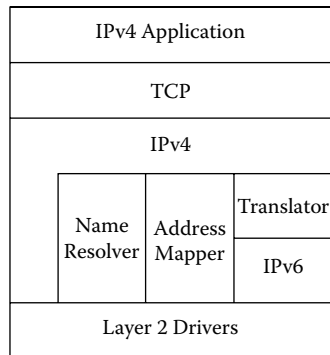 IPv4 Application
TCP
IPv4
Name
Resolver
Address
Mapper
Translator
IPv6
Layer 2 Drivers